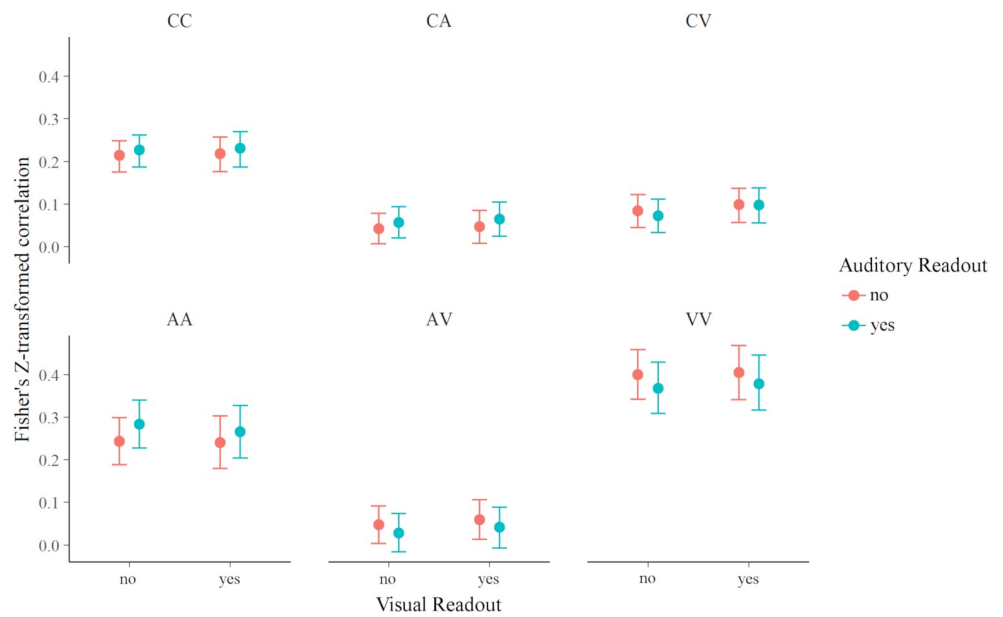 CC
CA
CV
Fisher's Z-transformed correlation
0.4
0.3
0.2
0.1
0.0
AA
AV
VV
0.4
0.3
0.2
0.1
0.0
no
yes
no
yes
no
yes
Visual Readout
Auditory Readout
no
yes